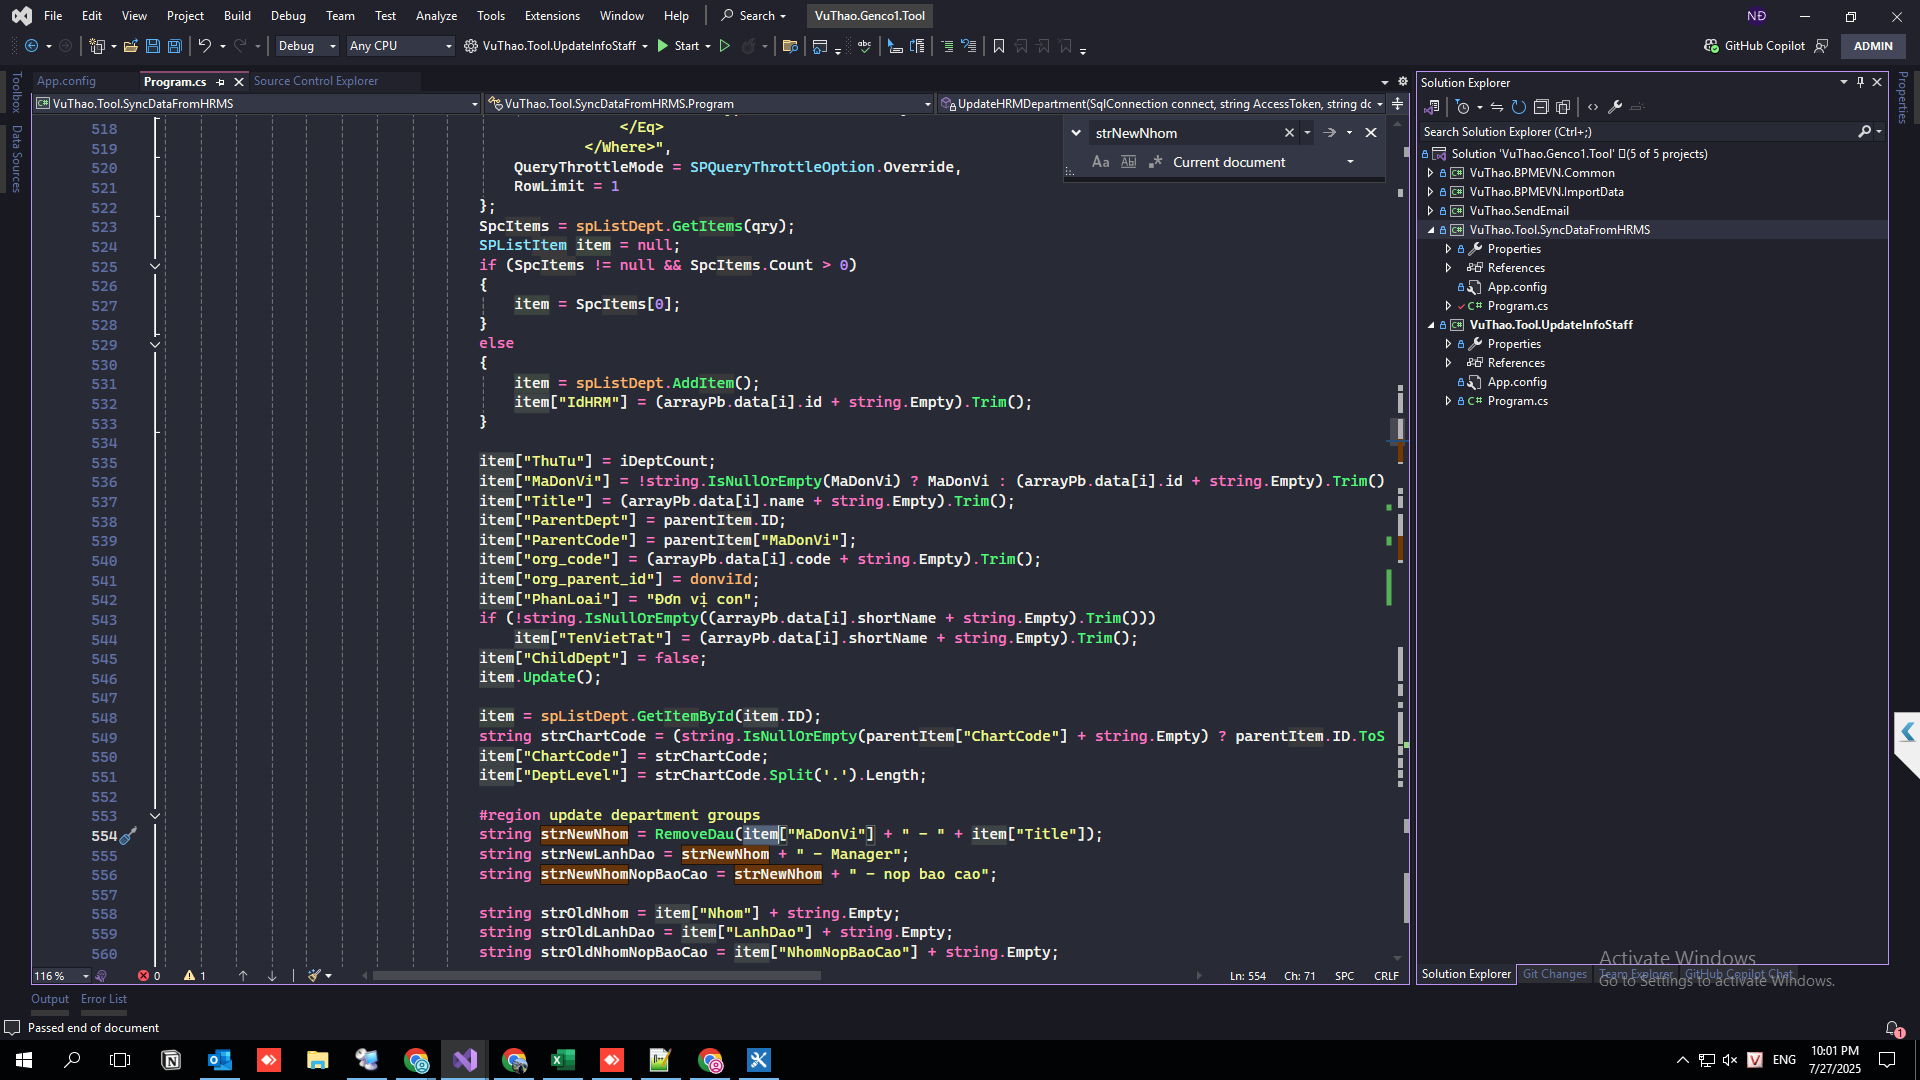 File Edit View Project Build Debug Team Test Analyze Tools Extensions Window Help Search VuThao.Genco1.Tool NĐ
Debug Any CPU VuThao.Tool.UpdateInfoStaff Start GitHub Copilot ADMIN
App.config Program.cs Source Control Explorer
VuThao.Tool.SyncDataFromHRMS VuThao.Tool.SyncDataFromHRMS.Program UpdateHRMDepartment(SqlConnection connect, string AccessToken, string dc
Toolbox
Data Sources
strNewNhom
Aa Ab Current document
518 </Eq>
519 </Where>",
520 QueryThrottleMode = SPQueryThrottleOption.Override,
521 RowLimit = 1
522 };
523 SpcItems = spListDept.GetItems(qry);
524 SPListItem item = null;
525 if (SpcItems != null && SpcItems.Count > 0)
526 {
527 item = SpcItems[0];
528 }
529 else
530 {
531 item = spListDept.AddItem();
532 item["IdHRM"] = (arrayPb.data[i].id + string.Empty).Trim();
533 }
534
535 item["ThuTu"] = iDeptCount;
536 item["MaDonVi"] = !string.IsNullOrEmpty(MaDonVi) ? MaDonVi : (arrayPb.data[i].id + string.Empty).Trim()
537 item["Title"] = (arrayPb.data[i].name + string.Empty).Trim();
538 item["ParentDept"] = parentItem.ID;
539 item["ParentCode"] = parentItem["MaDonVi"];
540 item["org_code"] = (arrayPb.data[i].code + string.Empty).Trim();
541 item["org_parent_id"] = donviId;
542 item["PhanLoai"] = "Đơn vị con";
543 if (!string.IsNullOrEmpty((arrayPb.data[i].shortName + string.Empty).Trim()))
544 item["TenVietTat"] = (arrayPb.data[i].shortName + string.Empty).Trim();
545 item["ChildDept"] = false;
546 item.Update();
547
548 item = spListDept.GetItemById(item.ID);
549 string strChartCode = (string.IsNullOrEmpty(parentItem["ChartCode"] + string.Empty) ? parentItem.ID.ToS
550 item["ChartCode"] = strChartCode;
551 item["DeptLevel"] = strChartCode.Split('.').Length;
552
553 #region update department groups
554 string strNewNhom = RemoveDau(item["MaDonVi"] + " - " + item["Title"]);
555 string strNewLanhDao = strNewNhom + " - Manager";
556 string strNewNhomNopBaoCao = strNewNhom + " - nop bao cao";
557
558 string strOldNhom = item["Nhom"] + string.Empty;
559 string strOldLanhDao = item["LanhDao"] + string.Empty;
560 string strOldNhomNopBaoCao = item["NhomNopBaoCao"] + string.Empty;
116 % 0 1 Ln: 554 Ch: 71 SPC CRLF
Solution Explorer
Search Solution Explorer (Ctrl+;)
Solution 'VuThao.Genco1.Tool' (5 of 5 projects)
VuThao.BPMEVN.Common
VuThao.BPMEVN.ImportData
VuThao.SendEmail
VuThao.Tool.SyncDataFromHRMS
Properties
References
App.config
C# Program.cs
VuThao.Tool.UpdateInfoStaff
Properties
References
App.config
C# Program.cs
Properties
Solution Explorer Git Changes Team Explorer GitHub Copilot Chat
Activate Windows
Go to Settings to activate Windows.
Output Error List
Passed end of document 1
ENG 10:01 PM
7/27/2025